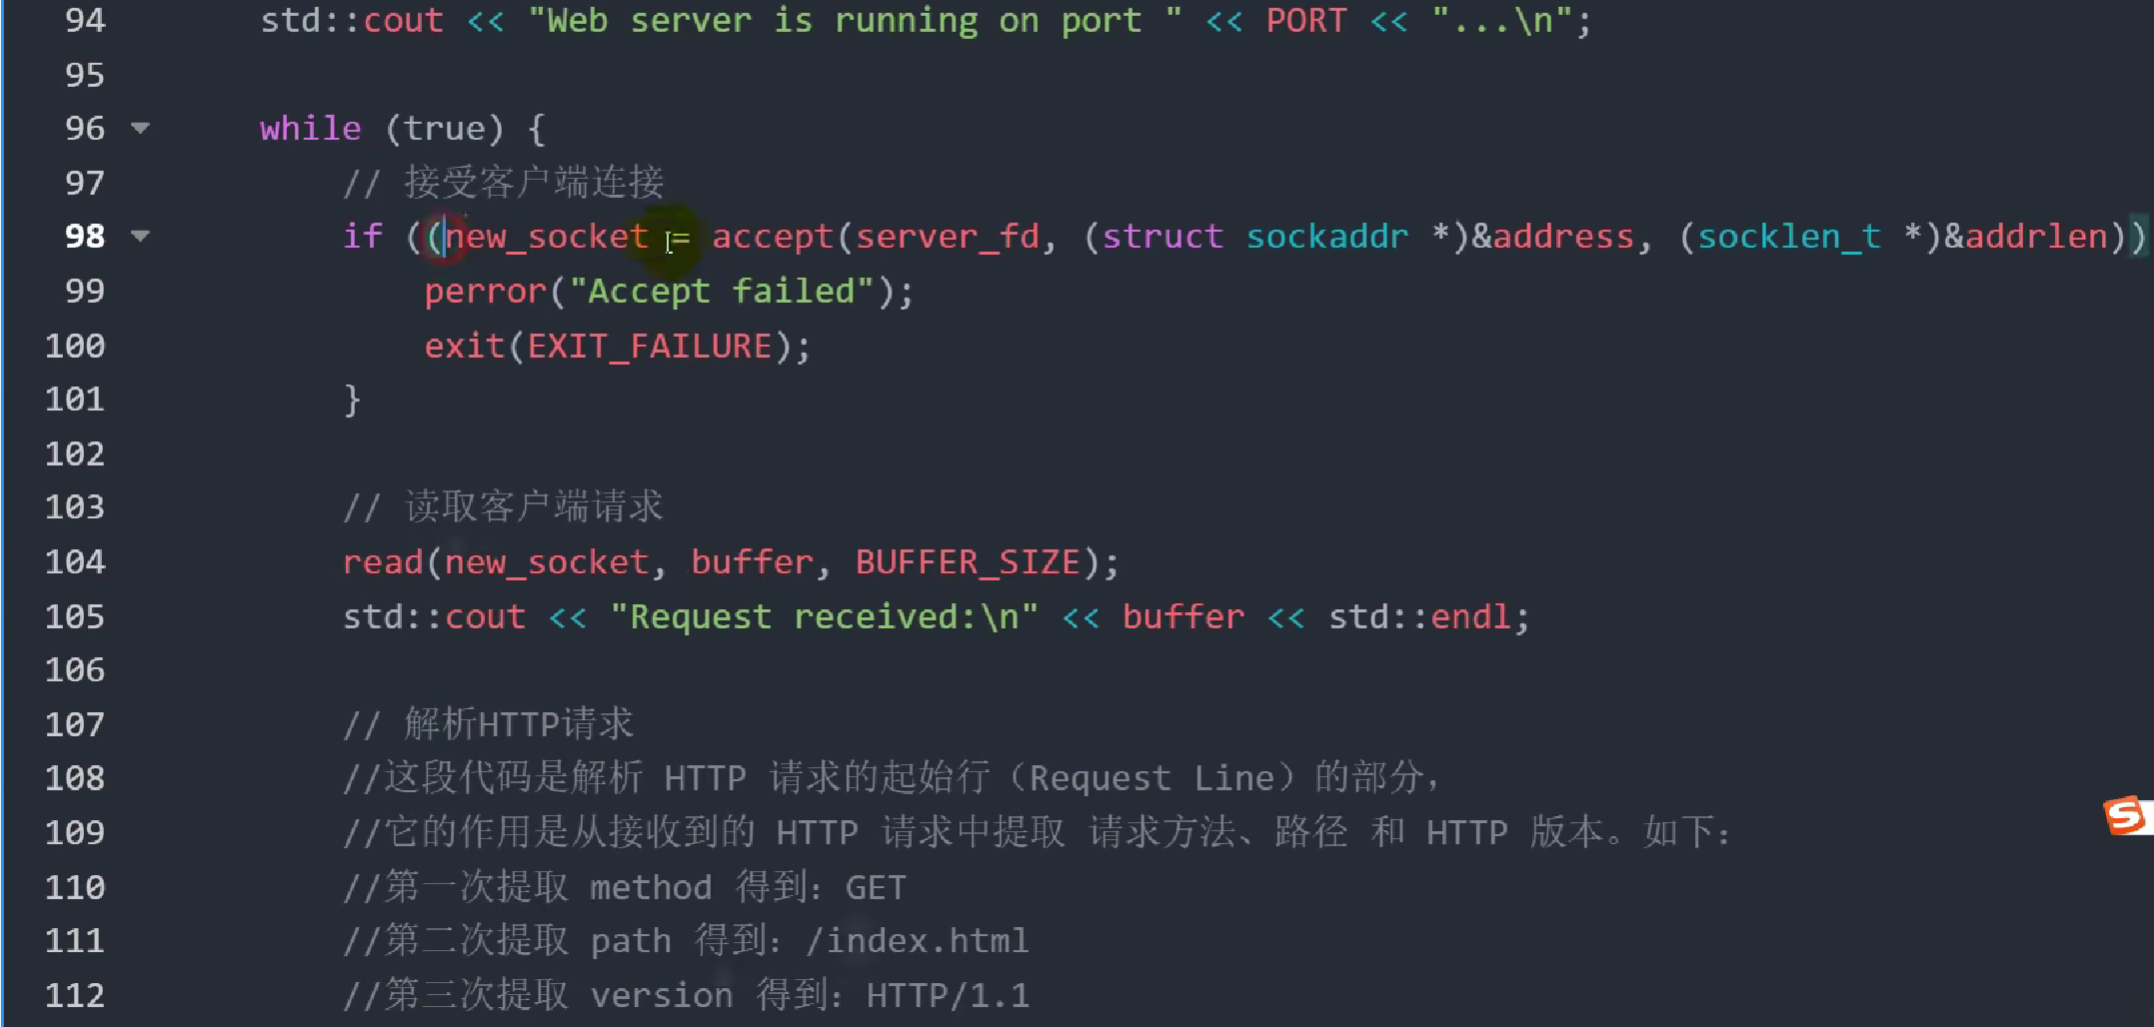 94 std::cout << "Web server is running on port " << PORT << "...\n";
95
96 while (true) {
97 // 接受客户端连接
98 if ((new_socket = accept(server_fd, (struct sockaddr *)&address, (socklen_t *)&addrlen))
99 perror("Accept failed");
100 exit(EXIT_FAILURE);
101 }
102
103 // 读取客户端请求
104 read(new_socket, buffer, BUFFER_SIZE);
105 std::cout << "Request received:\n" << buffer << std::endl;
106
107 // 解析HTTP请求
108 //这段代码是解析 HTTP 请求的起始行（Request Line）的部分，
109 //它的作用是从接收到的 HTTP 请求中提取 请求方法、路径 和 HTTP 版本。如下：
110 //第一次提取 method 得到：GET
111 //第二次提取 path 得到：/index.html
112 //第三次提取 version 得到：HTTP/1.1